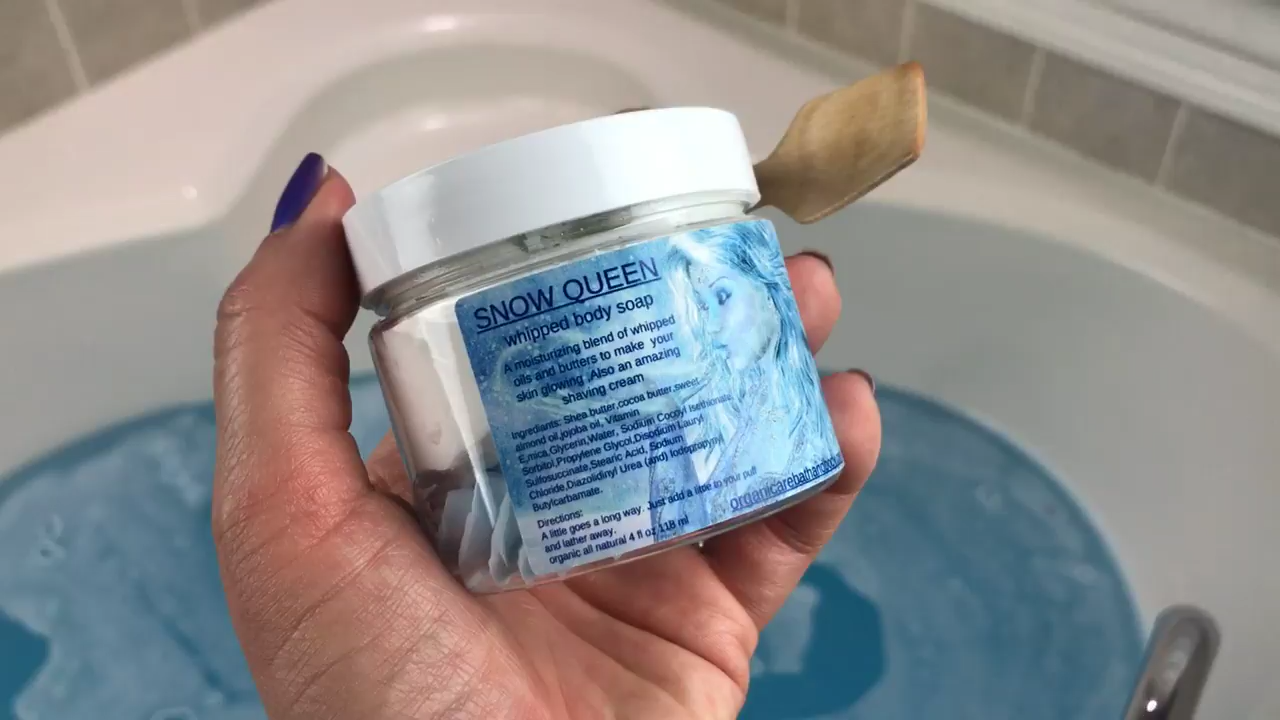 SNOW QUEEN
whipped body soap
A moisturizing blend of whipped
oils and butters to make your
skin glowing .Also an amazing
shaving cream
Ingrediants: Shea butter,cocoa butter,sweet
almond oil,jojoba oil, Vitamin
E,mica,Glycerin,Water, Sodium Cocoyl Isethionate,
Sorbitol,Propylene Glycol,Disodium Lauryl
Sulfosuccinate,Stearic Acid, Sodium
Chloride,Diazolidinyl Urea (and) Iodopropynyl
Butylcarbamate.
Directions:
A little goes a long way. Just add a little to your puff
and lather away.
organic all natural 4 fl oz 118 ml